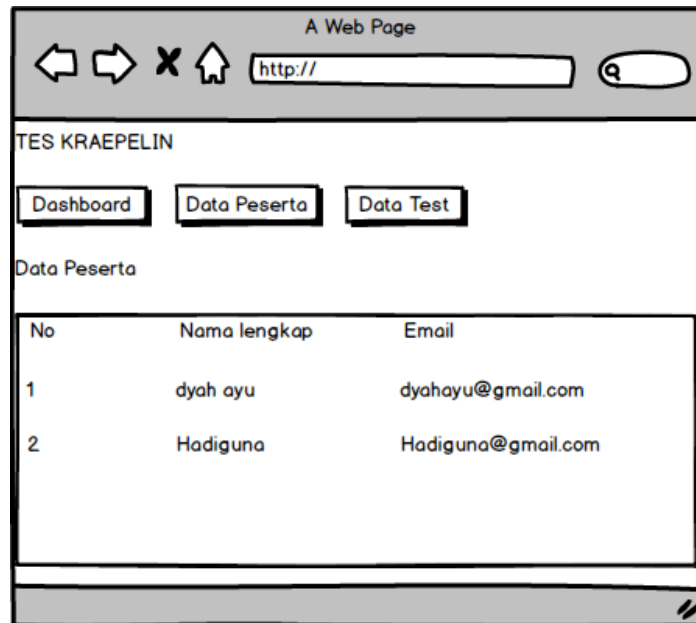 A Web Page
http://
TES KRAEPELIN
Dashboard Data Peserta Data Test
Data Peserta
No Nama lengkap Email
1 dyah ayu dyahayu@gmail.com
2 Hadiguna Hadiguna@gmail.com